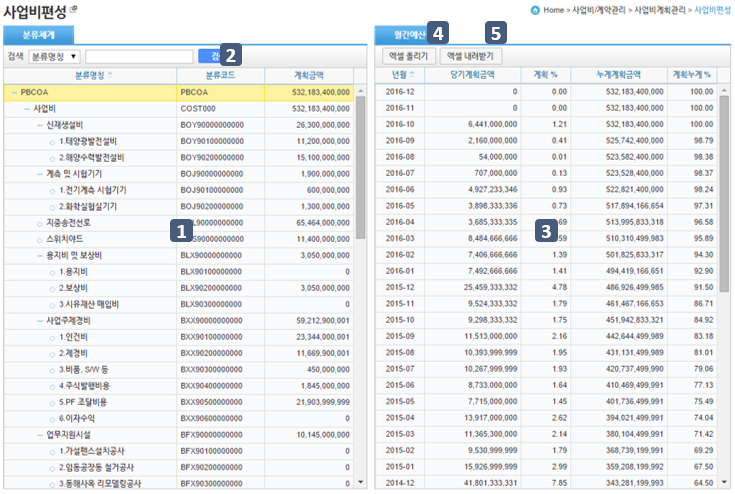 사업비편성
Home > 사업비/계약관리 > 사업비계획관리 > 사업비편성
분류체계
검색 분류명칭 ▼ 2
분류명칭 분류코드 계획금액
PBCOA PBCOA 532,183,400,000
사업비 COST000 532,183,400,000
신재생설비 BOY90000000000 26,300,000,000
1.태양광발전설비 BOY90100000000 11,200,000,000
2.해양수력발전설비 BOY90200000000 15,100,000,000
계측 및 시험기기 BOJ90000000000 1,900,000,000
1.전기계측 시험기기 BOJ90100000000 600,000,000
2.화학실험실기기 BOJ90200000000 1,300,000,000
지중송전선로 1 L90000000000 65,464,000,000
스위치야드 S90000000000 11,400,000,000
용지비 및 보상비 BLX90000000000 3,050,000,000
1.용지비 BLX90100000000 0
2.보상비 BLX90200000000 3,050,000,000
3.시유재산 매입비 BLX90300000000 0
사업주제경비 BXX90000000000 59,212,900,001
1.인건비 BXX90100000000 23,344,000,001
2.제경비 BXX90200000000 11,669,900,001
3.비품, S/W 등 BXX90300000000 450,000,000
4.주식발행비용 BXX90400000000 1,845,000,000
5.PF 조달비용 BXX90500000000 21,903,999,999
6.이자수익 BXX90600000000 0
업무지원시설 BFX90000000000 10,145,000,000
1.가설펜스설치공사 BFX90100000000 0
2.임동공장동 철거공사 BFX90200000000 0
3.동해사옥 리모델링공사 BFX90300000000 0
월간예산 4 5
엑셀 올리기 엑셀 내려받기
년월 당기계획금액 계획 % 누계계획금액 계획누계 %
2016-12 0 0.00 532,183,400,000 100.00
2016-11 0 0.00 532,183,400,000 100.00
2016-10 6,441,000,000 1.21 532,183,400,000 100.00
2016-09 2,160,000,000 0.41 525,742,400,000 98.79
2016-08 54,000,000 0.01 523,582,400,000 98.38
2016-07 707,000,000 0.13 523,528,400,000 98.37
2016-06 4,927,233,346 0.93 522,821,400,000 98.24
2016-05 3,898,333,336 0.73 517,894,166,654 97.31
2016-04 3,685,333,335 69 513,995,833,318 96.58
2016-03 8,484,666,666 3 59 510,310,499,983 95.89
2016-02 7,406,666,666 1.39 501,825,833,317 94.30
2016-01 7,492,666,666 1.41 494,419,166,651 92.90
2015-12 25,459,333,332 4.78 486,926,499,985 91.50
2015-11 9,524,333,332 1.79 461,467,166,653 86.71
2015-10 9,298,333,332 1.75 451,942,833,321 84.92
2015-09 11,513,000,000 2.16 442,644,499,989 83.18
2015-08 10,393,999,999 1.95 431,131,499,989 81.01
2015-07 10,267,999,999 1.93 420,737,499,990 79.06
2015-06 8,733,000,000 1.64 410,469,499,991 77.13
2015-05 7,715,000,000 1.45 401,736,499,991 75.49
2015-04 13,917,000,000 2.62 394,021,499,991 74.04
2015-03 11,365,300,000 2.14 380,104,499,991 71.42
2015-02 9,530,999,999 1.79 368,739,199,991 69.29
2015-01 15,926,999,999 2.99 359,208,199,992 67.50
2014-12 41,801,333,331 7.85 343,281,199,993 64.50